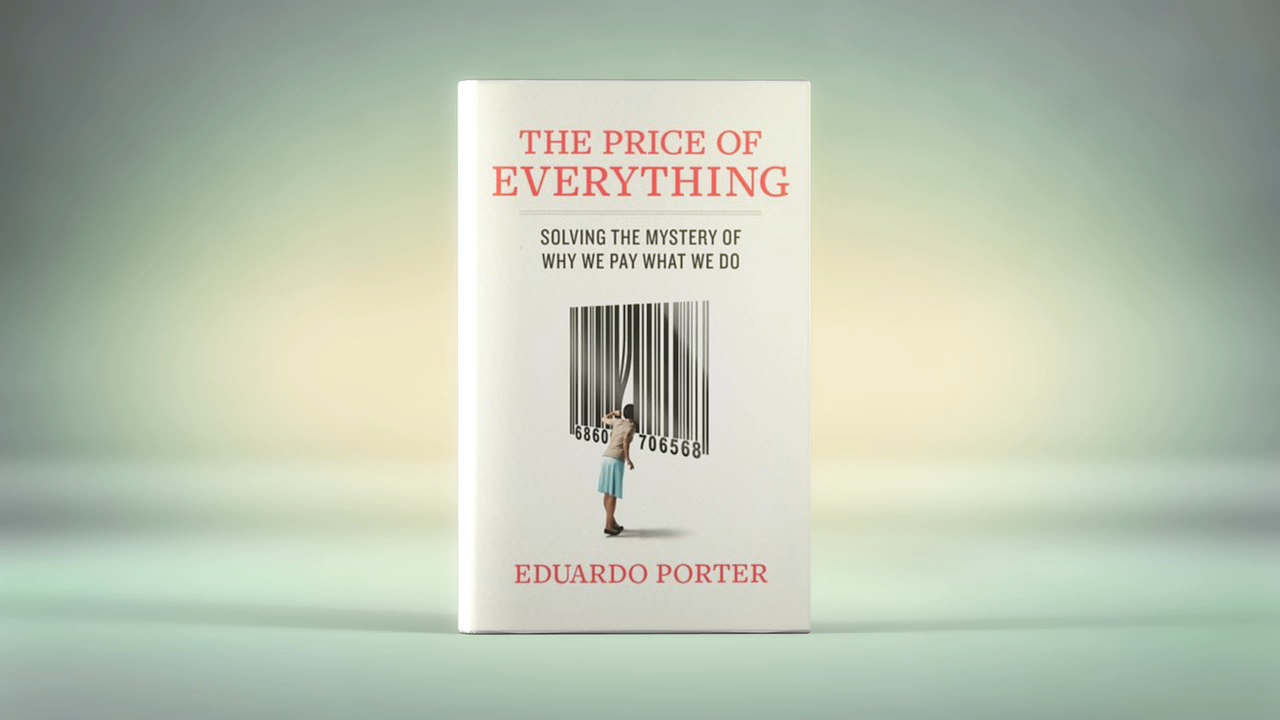 THE PRICE OF
EVERYTHING
SOLVING THE MYSTERY OF
WHY WE PAY WHAT WE DO
6860 706568
EDUARDO PORTER